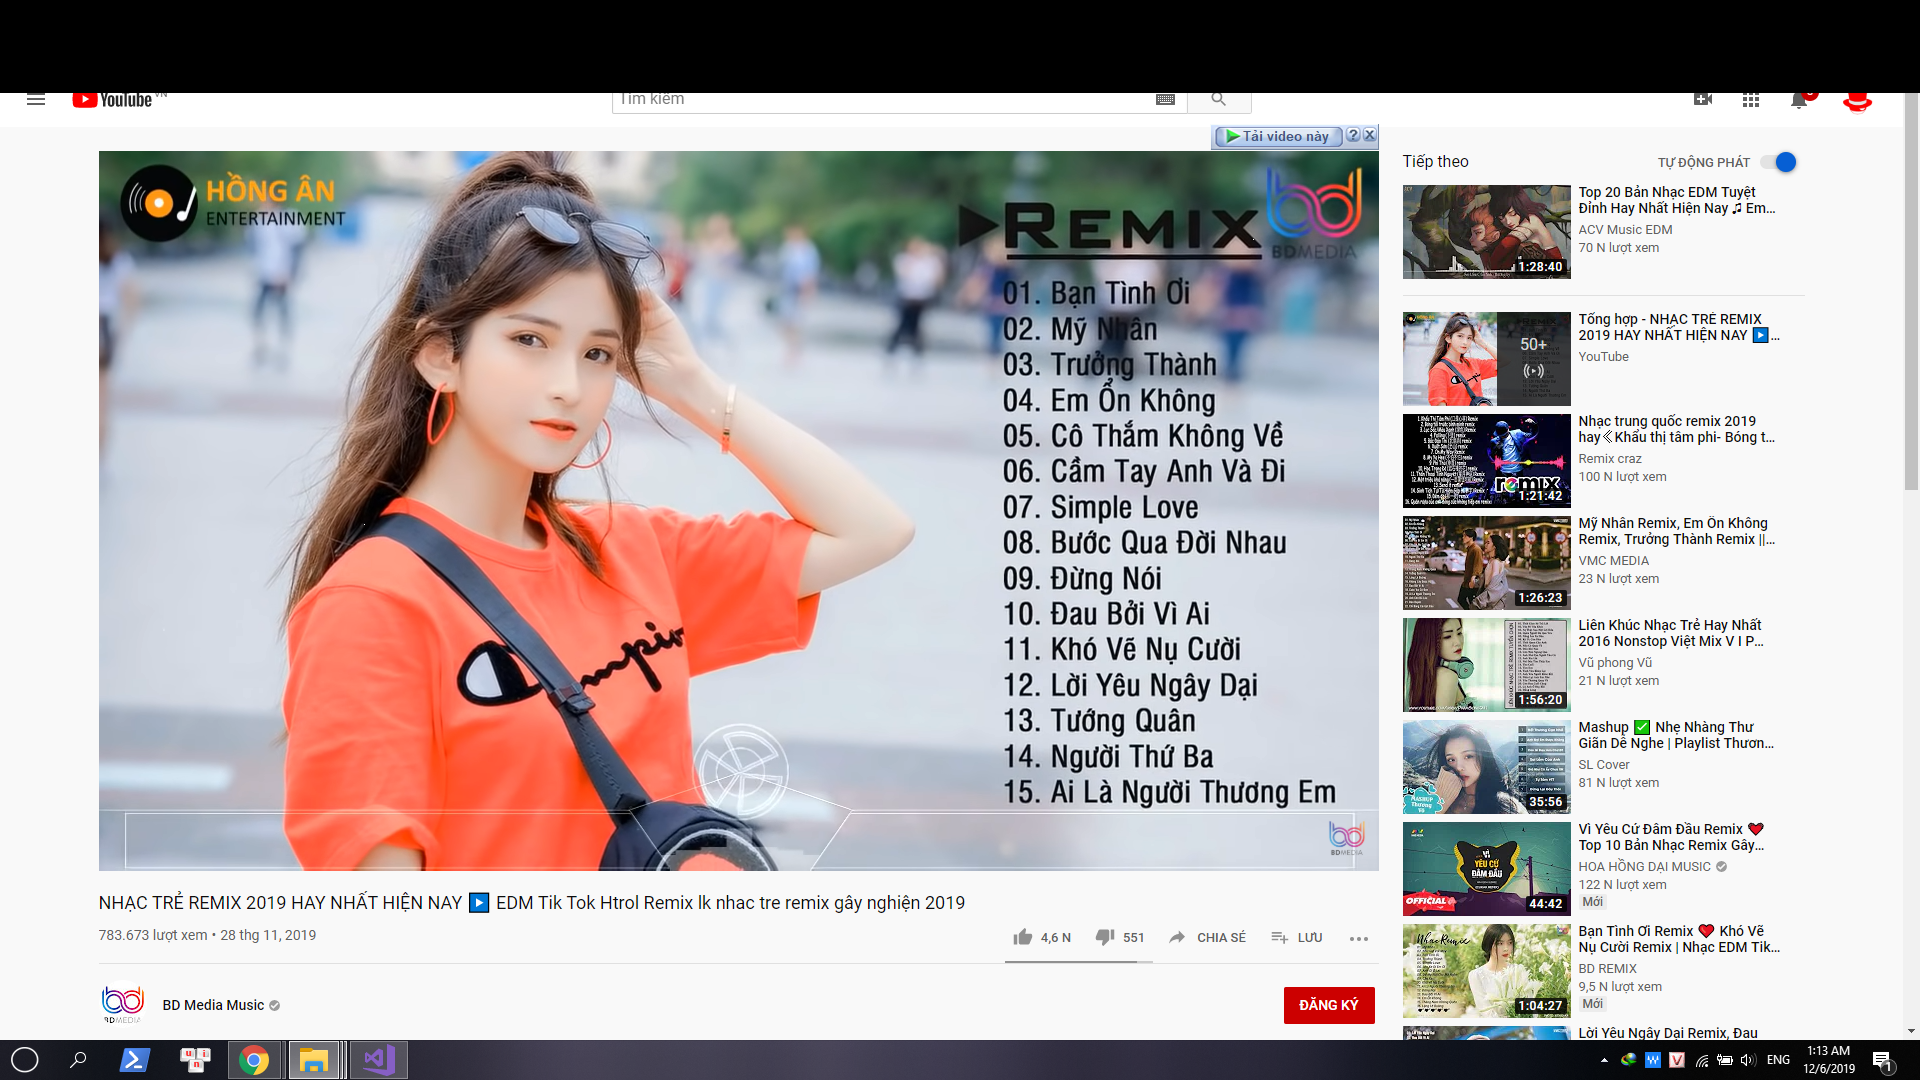 YouTube VN
Tìm kiếm
Tải video này ? X
HỒNG ÂN
ENTERTAINMENT
REMIX
bd
BDMEDIA
01. Bạn Tình Ơi
02. Mỹ Nhân
03. Trưởng Thành
04. Em Ổn Không
05. Cô Thắm Không Về
06. Cầm Tay Anh Và Đi
07. Simple Love
08. Bước Qua Đời Nhau
09. Đừng Nói
10. Đau Bởi Vì Ai
11. Khó Vẽ Nụ Cười
12. Lời Yêu Ngây Dại
13. Tướng Quân
14. Người Thứ Ba
15. Ai Là Người Thương Em
bd
BDMEDIA
NHẠC TRẺ REMIX 2019 HAY NHẤT HIỆN NAY ▶ EDM Tik Tok Htrol Remix lk nhac tre remix gây nghiện 2019
783.673 lượt xem • 28 thg 11, 2019
4,6 N 551 CHIA SẺ LƯU
bd
BDMEDIA
BD Media Music
ĐĂNG KÝ
Tiếp theo
TỰ ĐỘNG PHÁT
1:28:40
Top 20 Bản Nhạc EDM Tuyệt
Đỉnh Hay Nhất Hiện Nay ♫ Em...
ACV Music EDM
70 N lượt xem
50+
Tổng hợp - NHẠC TRẺ REMIX
2019 HAY NHẤT HIỆN NAY ▶...
YouTube
remix
1:21:42
Nhạc trung quốc remix 2019
hay⦓Khẩu thị tâm phi- Bóng t...
Remix craz
100 N lượt xem
1:26:23
Mỹ Nhân Remix, Em Ổn Không
Remix, Trưởng Thành Remix ||...
VMC MEDIA
23 N lượt xem
1:56:20
Liên Khúc Nhạc Trẻ Hay Nhất
2016 Nonstop Việt Mix V I P...
Vũ phong Vũ
21 N lượt xem
35:56
Mashup ✅ Nhẹ Nhàng Thư
Giãn Dễ Nghe | Playlist Thươn...
SL Cover
81 N lượt xem
VÌ
YÊU CỨ
ĐÂM ĐẦU
OFFICIAL
44:42
Vì Yêu Cứ Đâm Đầu Remix ❤
Top 10 Bản Nhạc Remix Gây...
HOA HỒNG DẠI MUSIC
122 N lượt xem
Mới
Nhạc Remix
1:04:27
Bạn Tình Ơi Remix ❤ Khó Vẽ
Nụ Cười Remix | Nhạc EDM Tik...
BD REMIX
9,5 N lượt xem
Mới
Lời Yêu Ngây Dại Remix, Đau
ENG
1:13 AM
12/6/2019
1